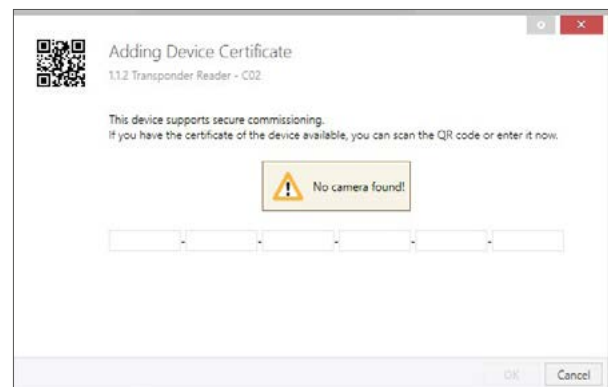 Adding Device Certificate
1.1.2 Transponder Reader - C02
This device supports secure commissioning.
If you have the certificate of the device available, you can scan the QR code or enter it now.
No camera found!
- - - - -
OK Cancel